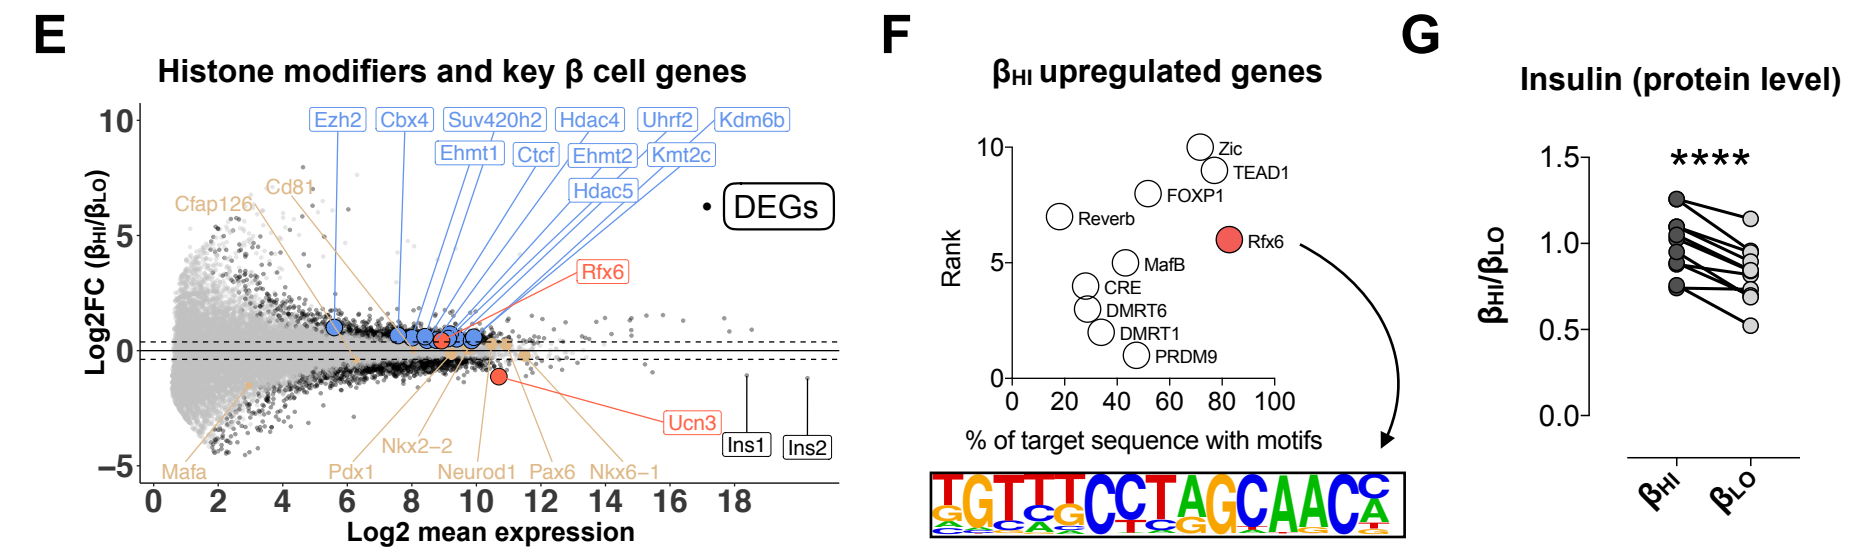 E
Histone modifiers and key β cell genes
Log2FC (βHI/βLO)
10
5
0
−5
Ezh2 Cbx4 Suv420h2 Hdac4 Uhrf2 Kdm6b
Ehmt1 Ctcf Ehmt2 Kmt2c
Hdac5
Cd81
Cfap126
DEGs
Rfx6
Ucn3
Ins1 Ins2
Nkx2−2
Mafa Pdx1 Neurod1 Pax6 Nkx6−1
0 2 4 6 8 10 12 14 16 18
Log2 mean expression
F
βHI upregulated genes
Rank
10
5
0
Zic
TEAD1
FOXP1
Reverb
Rfx6
MafB
CRE
DMRT6
DMRT1
PRDM9
0 20 40 60 80 100
% of target sequence with motifs
TGTTTCCTAGCAACC
G
Insulin (protein level)
βHI/βLO
1.5
1.0
0.5
0.0
****
βHI βLO